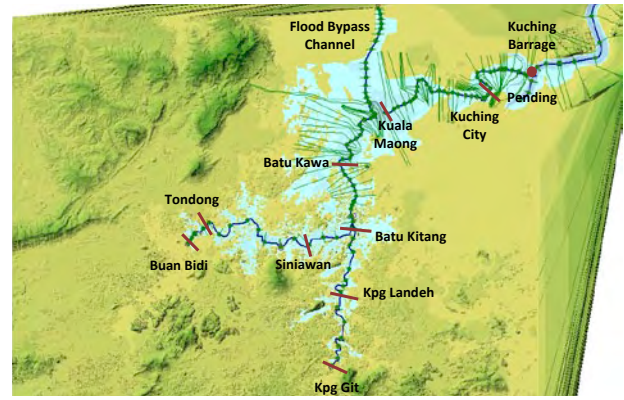 Flood Bypass
Channel
Kuching
Barrage
Pending
Kuching
City
Kuala
Maong
Batu Kawa
Tondong
Batu Kitang
Buan Bidi
Siniawan
Kpg Landeh
Kpg Git